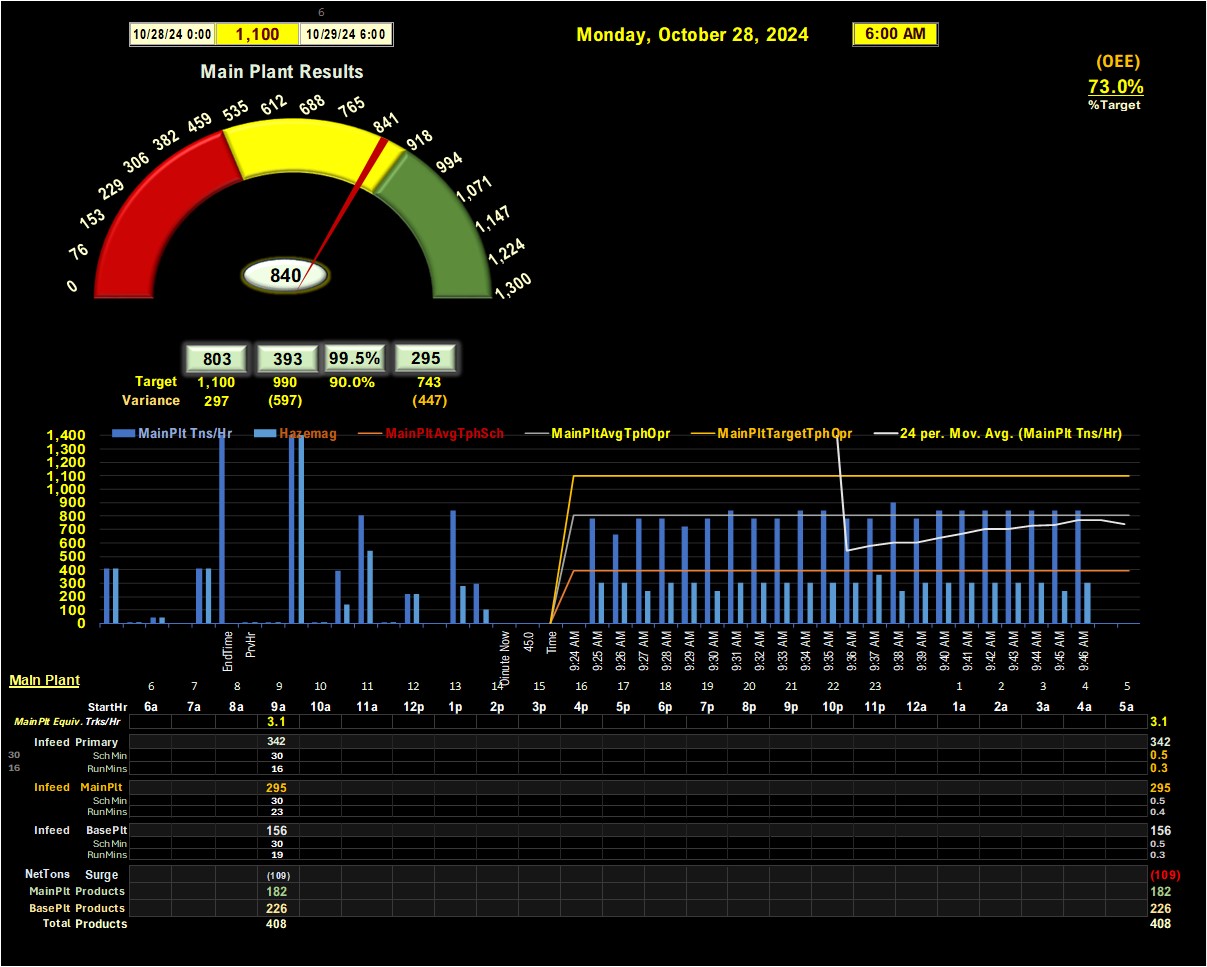 6
10/28/24 0:00 1,100 10/29/24 6:00 Monday, October 28, 2024 6:00 AM
(OEE)
73.0%
%Target
Main Plant Results
0 76 153 229 306 382 459 535 612 688 765 841 918 994 1,071 1,147 1,224 1,300
840
803 393 99.5% 295
Target 1,100 990 90.0% 743
Variance 297 (597) (447)
MainPlt Tns/Hr Hazemag MainPltAvgTphSch MainPltAvgTphOpr MainPltTargetTphOpr 24 per. Mov. Avg. (MainPlt Tns/Hr)
1,400
1,300
1,200
1,100
1,000
900
800
700
600
500
400
300
200
100
0
EndTime PrvHr 0inute Now 45.0 Time 9:24 AM 9:25 AM 9:26 AM 9:27 AM 9:28 AM 9:29 AM 9:30 AM 9:31 AM 9:32 AM 9:33 AM 9:34 AM 9:35 AM 9:36 AM 9:37 AM 9:38 AM 9:39 AM 9:40 AM 9:41 AM 9:42 AM 9:43 AM 9:44 AM 9:45 AM 9:46 AM
Main Plant
6 7 8 9 10 11 12 13 14 15 16 17 18 19 20 21 22 23 1 2 3 4 5
StartHr 6a 7a 8a 9a 10a 11a 12p 1p 2p 3p 4p 5p 6p 7p 8p 9p 10p 11p 12a 1a 2a 3a 4a 5a
MainPlt Equiv. Trks/Hr 3.1 3.1
Infeed Primary 342 342
30 SchMin 30 0.5
16 RunMins 16 0.3
Infeed MainPlt 295 295
SchMin 30 0.5
RunMins 23 0.4
Infeed BasePlt 156 156
SchMin 30 0.5
RunMins 19 0.3
NetTons Surge (109) (109)
MainPlt Products 182 182
BasePlt Products 226 226
Total Products 408 408